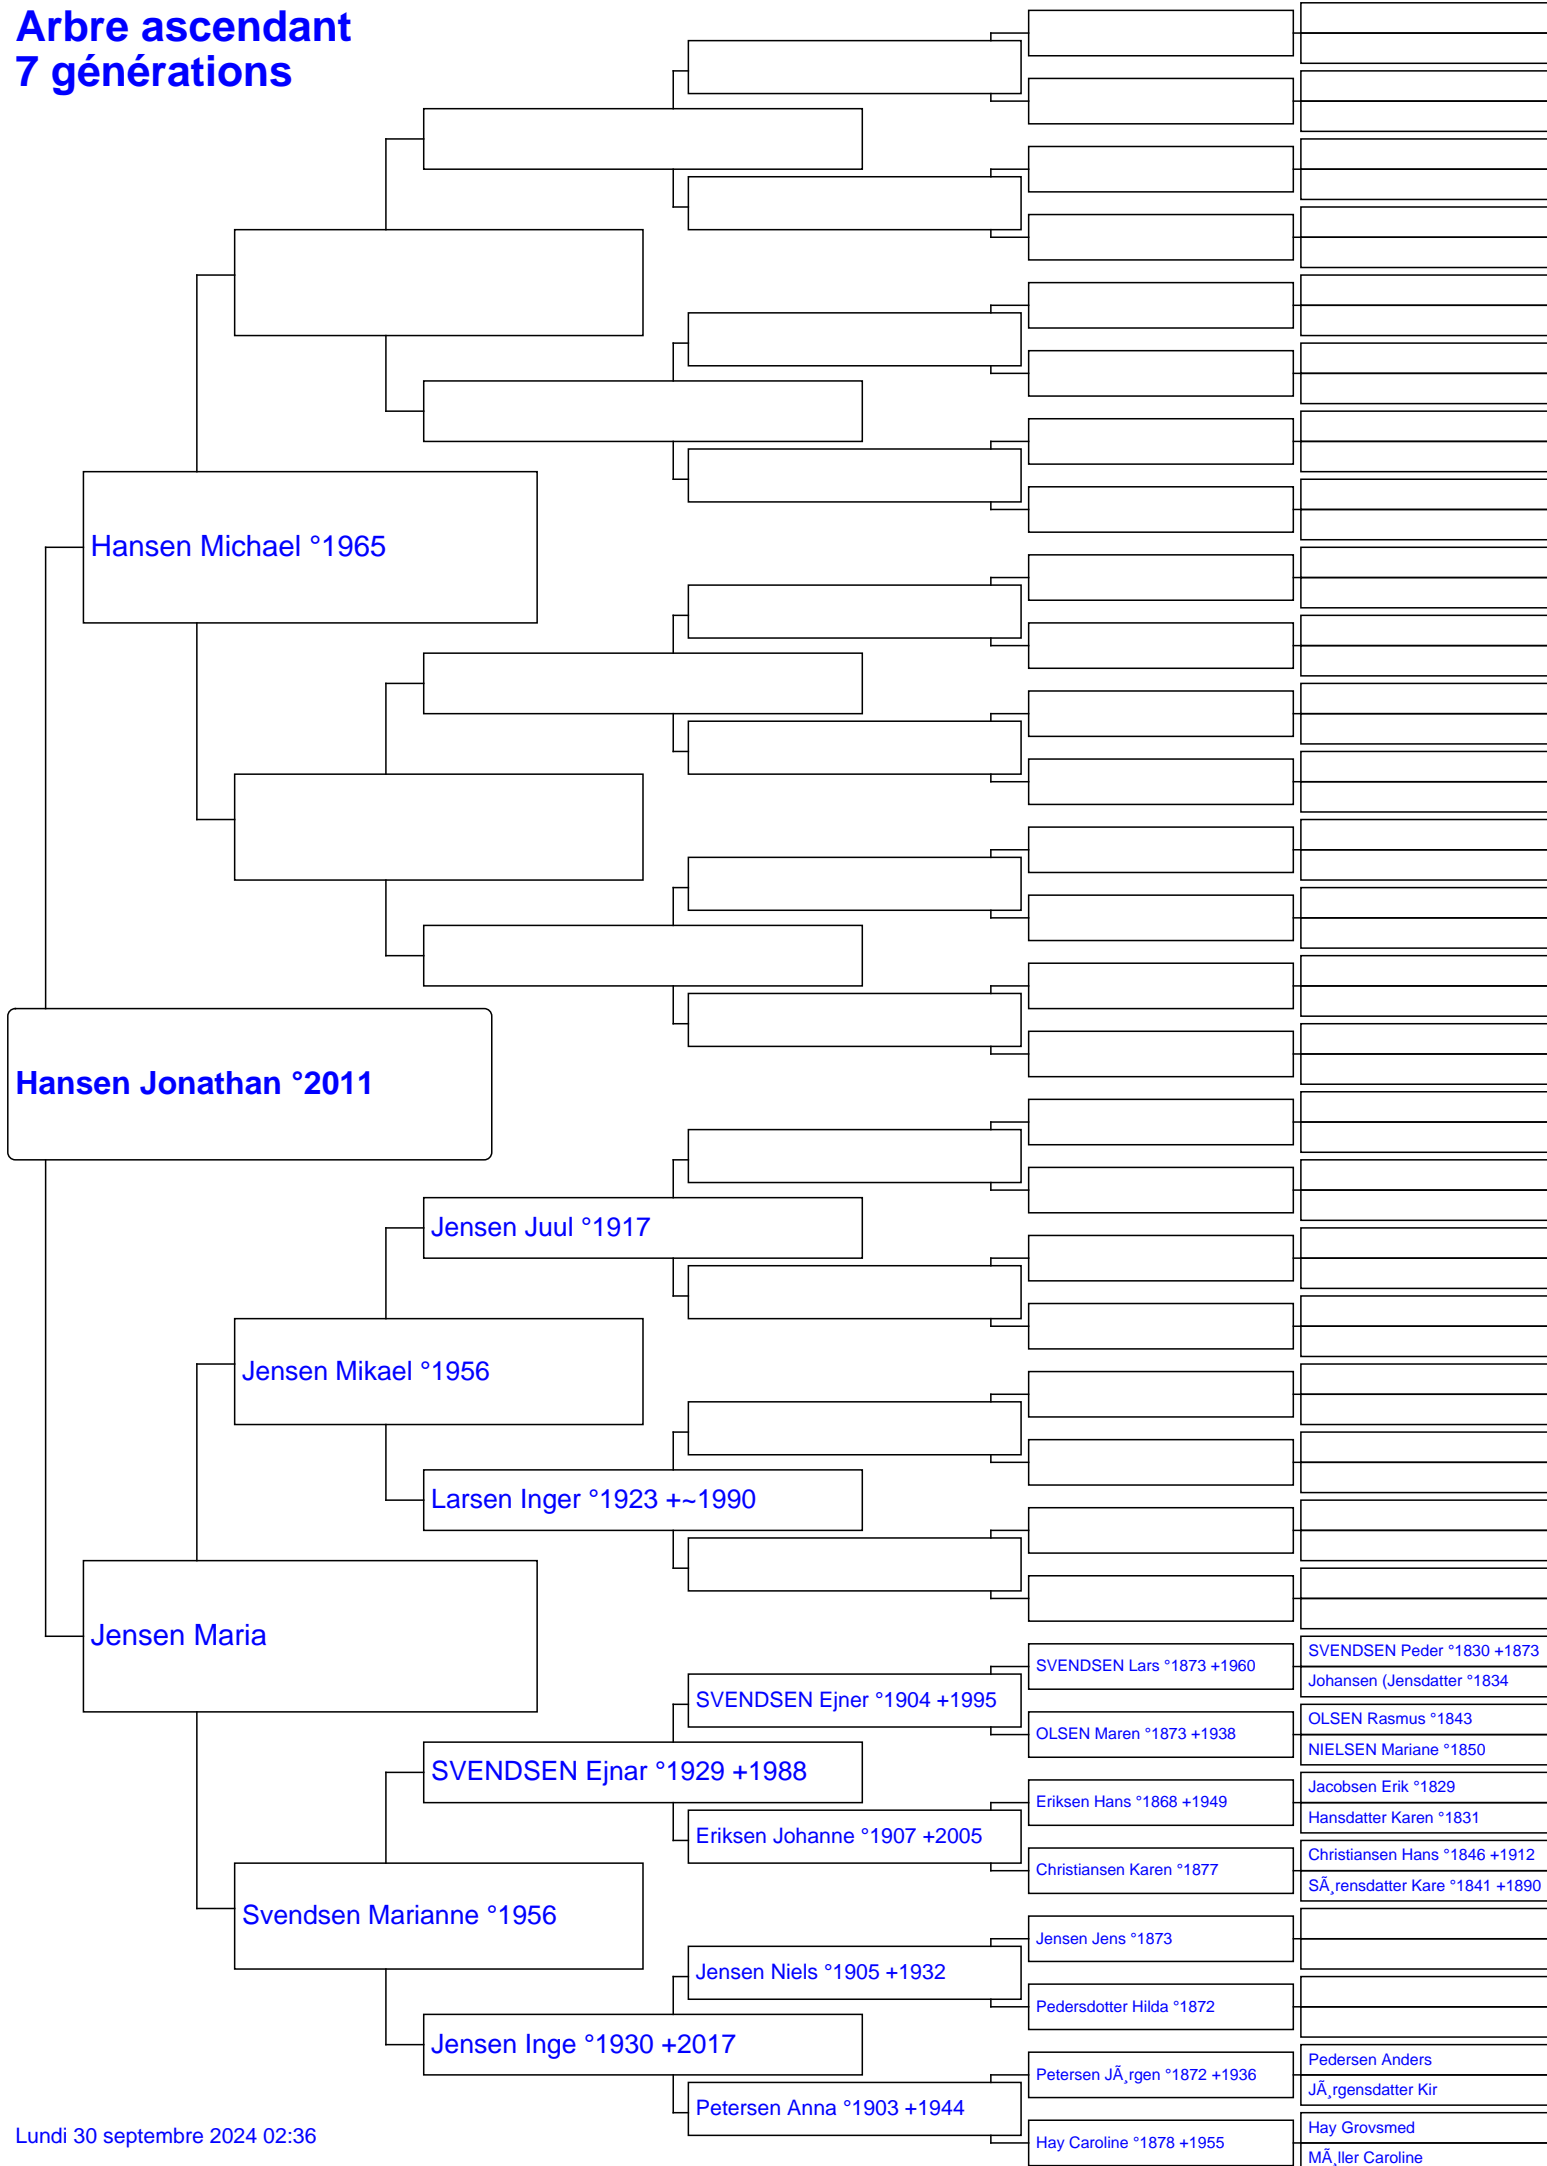 Arbre ascendant
7 générations
Hansen Michael °1965
Hansen Jonathan °2011
Jensen Juul °1917
Jensen Mikael °1956
Larsen Inger °1923 +~1990
Jensen Maria
SVENDSEN Peder °1830 +1873
SVENDSEN Lars °1873 +1960
Johansen (Jensdatter °1834
SVENDSEN Ejner °1904 +1995
OLSEN Rasmus °1843
OLSEN Maren °1873 +1938
NIELSEN Mariane °1850
SVENDSEN Ejnar °1929 +1988
Jacobsen Erik °1829
Eriksen Hans °1868 +1949
Hansdatter Karen °1831
Eriksen Johanne °1907 +2005
Christiansen Hans °1846 +1912
Christiansen Karen °1877
SÃ¸rensdatter Kare °1841 +1890
Svendsen Marianne °1956
Jensen Jens °1873
Jensen Niels °1905 +1932
Pedersdotter Hilda °1872
Jensen Inge °1930 +2017
Pedersen Anders
Petersen JÃ¸rgen °1872 +1936
JÃ¸rgensdatter Kir
Petersen Anna °1903 +1944
Hay Grovsmed
Hay Caroline °1878 +1955
MÃ¸ller Caroline
Lundi 30 septembre 2024 02:36